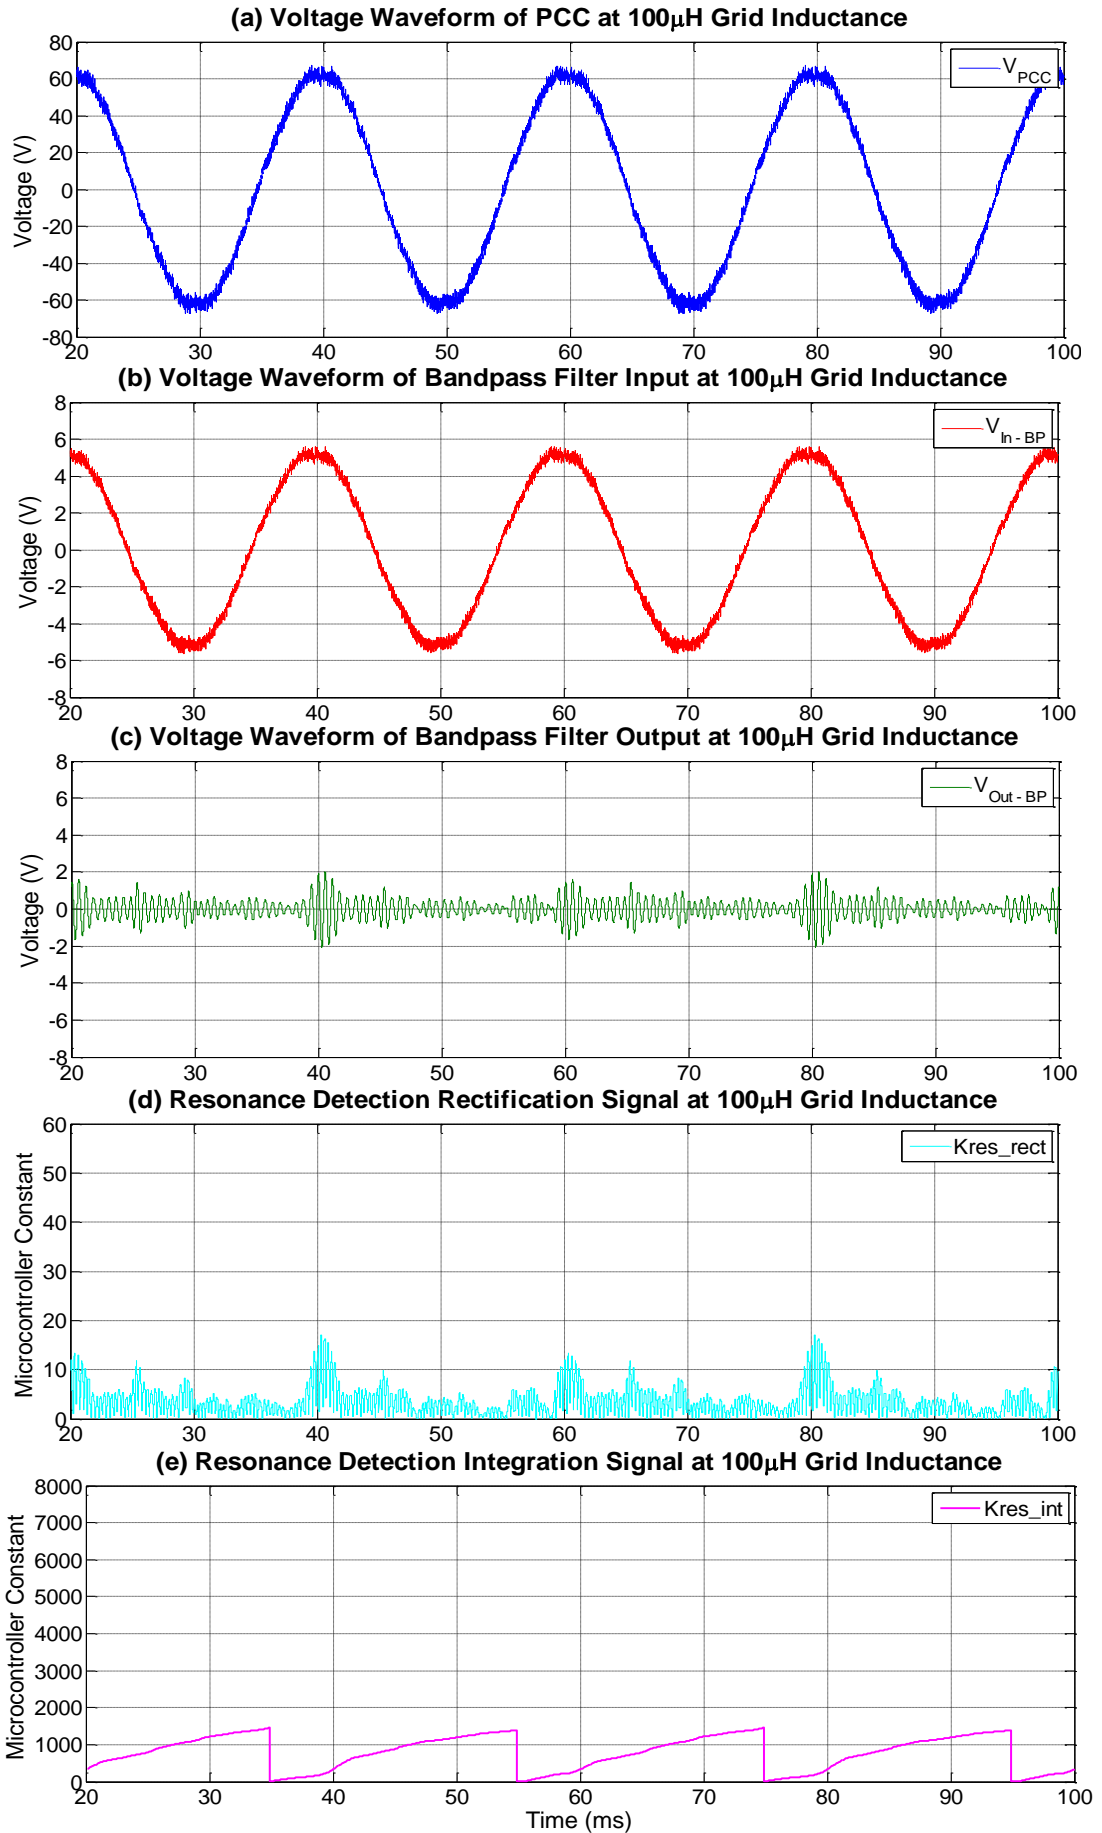 (a) Voltage Waveform of PCC at 100μH Grid Inductance
80
60
40
20
0
-20
-40
-60
-80
Voltage (V)
V_PCC
20 30 40 50 60 70 80 90 100
(b) Voltage Waveform of Bandpass Filter Input at 100μH Grid Inductance
8
6
4
2
0
-2
-4
-6
-8
Voltage (V)
V_In - BP
20 30 40 50 60 70 80 90 100
(c) Voltage Waveform of Bandpass Filter Output at 100μH Grid Inductance
8
6
4
2
0
-2
-4
-6
-8
Voltage (V)
V_Out - BP
20 30 40 50 60 70 80 90 100
(d) Resonance Detection Rectification Signal at 100μH Grid Inductance
60
50
40
30
20
10
0
Microcontroller Constant
Kres_rect
20 30 40 50 60 70 80 90 100
(e) Resonance Detection Integration Signal at 100μH Grid Inductance
8000
7000
6000
5000
4000
3000
2000
1000
0
Microcontroller Constant
Kres_int
20 30 40 50 60 70 80 90 100
Time (ms)